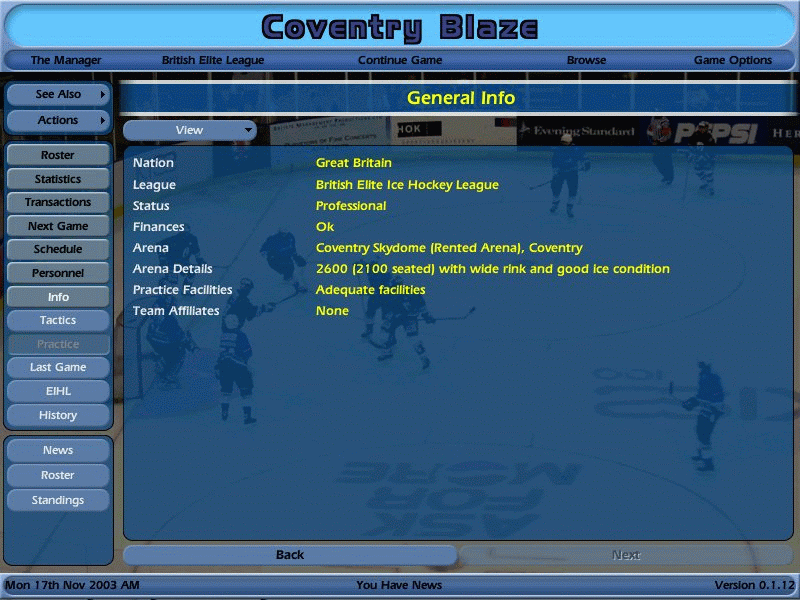 Coventry Blaze
The Manager British Elite League Continue Game Browse Game Options
See Also
Actions
General Info
View
HOK
Evening Standard
PEPSI
Roster
Statistics
Transactions
Next Game
Schedule
Personnel
Info
Tactics
Practice
Last Game
EIHL
History
News
Roster
Standings
Nation Great Britain
League British Elite Ice Hockey League
Status Professional
Finances Ok
Arena Coventry Skydome (Rented Arena), Coventry
Arena Details 2600 (2100 seated) with wide rink and good ice condition
Practice Facilities Adequate facilities
Team Affiliates None
ASK
FOR
MORE
Back Next
Mon 17th Nov 2003 AM You Have News Version 0.1.12